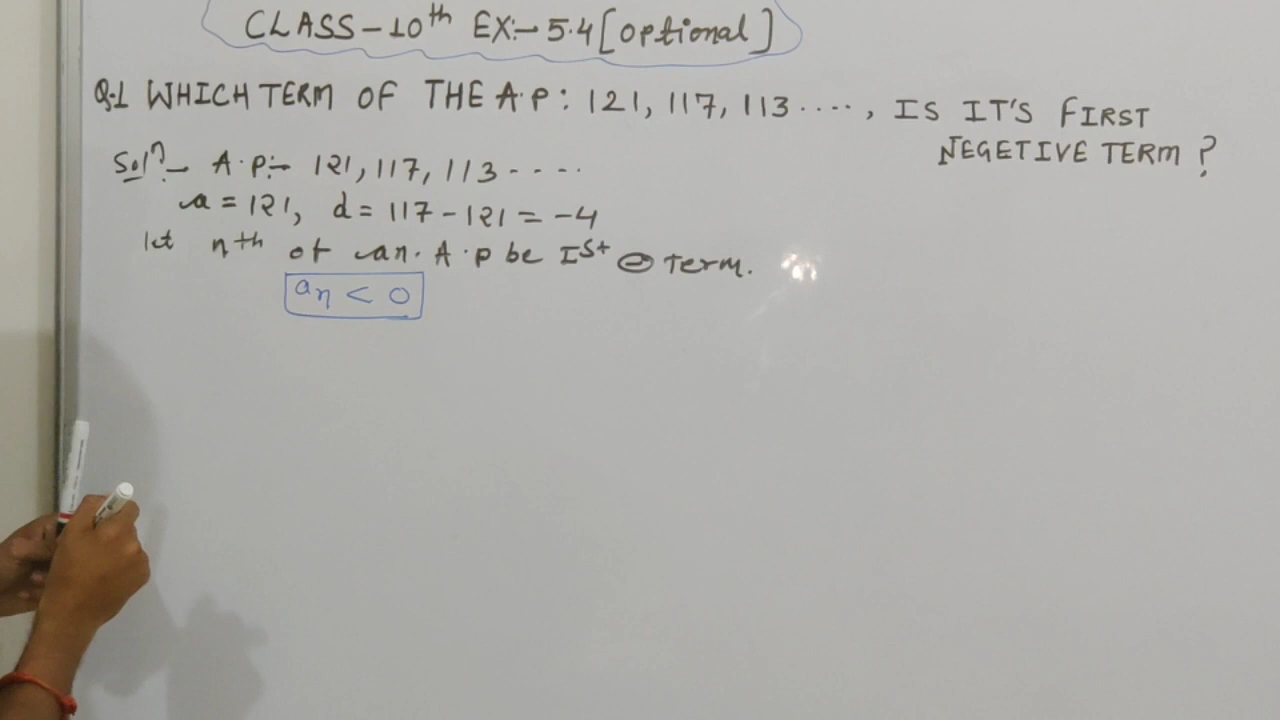 CLASS-10th EX:- 5.4 [optional]
Q.1 WHICH TERM OF THE A.P: 121, 117, 113...., IS IT'S FIRST
NEGETIVE TERM ?
Soln:- A.P:- 121, 117, 113 - - - -
a = 121, d = 117 - 121 = -4
let nth of an. A.P be Ist ⊖ Term.
an < 0